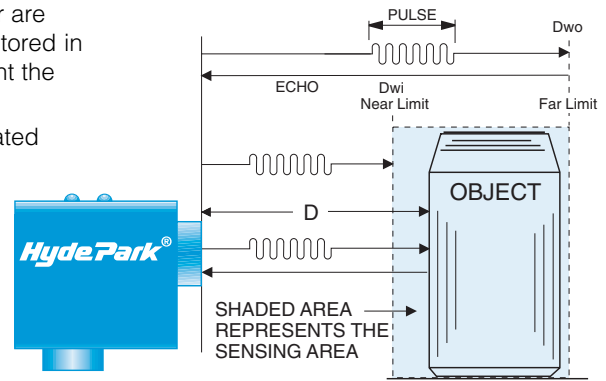 r are
tored in
nt the
ated
PULSE
Dwo
ECHO
Dwi
Near Limit
Far Limit
OBJECT
D
HydePark®
SHADED AREA
REPRESENTS THE
SENSING AREA